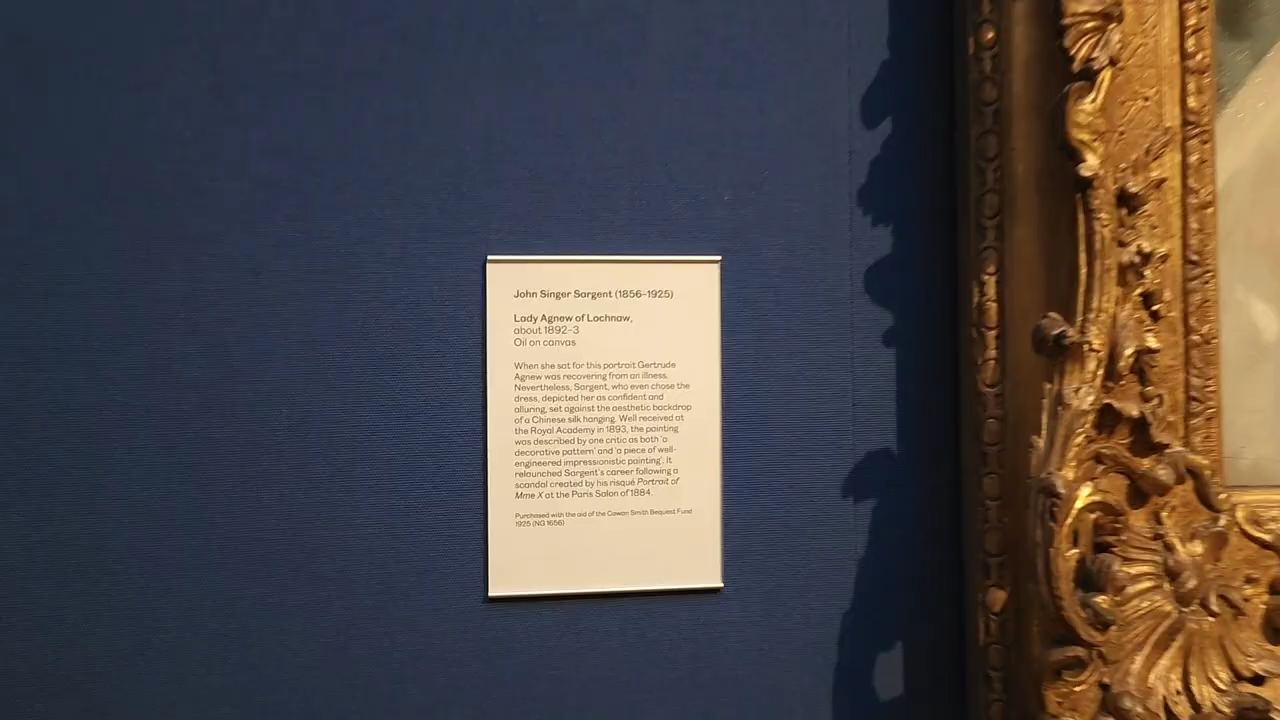 John Singer Sargent (1856–1925)
Lady Agnew of Lochnaw,
about 1892–3
Oil on canvas
When she sat for this portrait Gertrude
Agnew was recovering from an illness.
Nevertheless, Sargent, who even chose the
dress, depicted her as confident and
alluring, set against the aesthetic backdrop
of a Chinese silk hanging. Well received at
the Royal Academy in 1893, the painting
was described by one critic as both 'a
decorative pattern' and 'a piece of well-
engineered impressionistic painting'. It
relaunched Sargent's career following a
scandal created by his risqué Portrait of
Mme X at the Paris Salon of 1884.
Purchased with the aid of the Cowan Smith Bequest Fund
1925 (NG 1656)